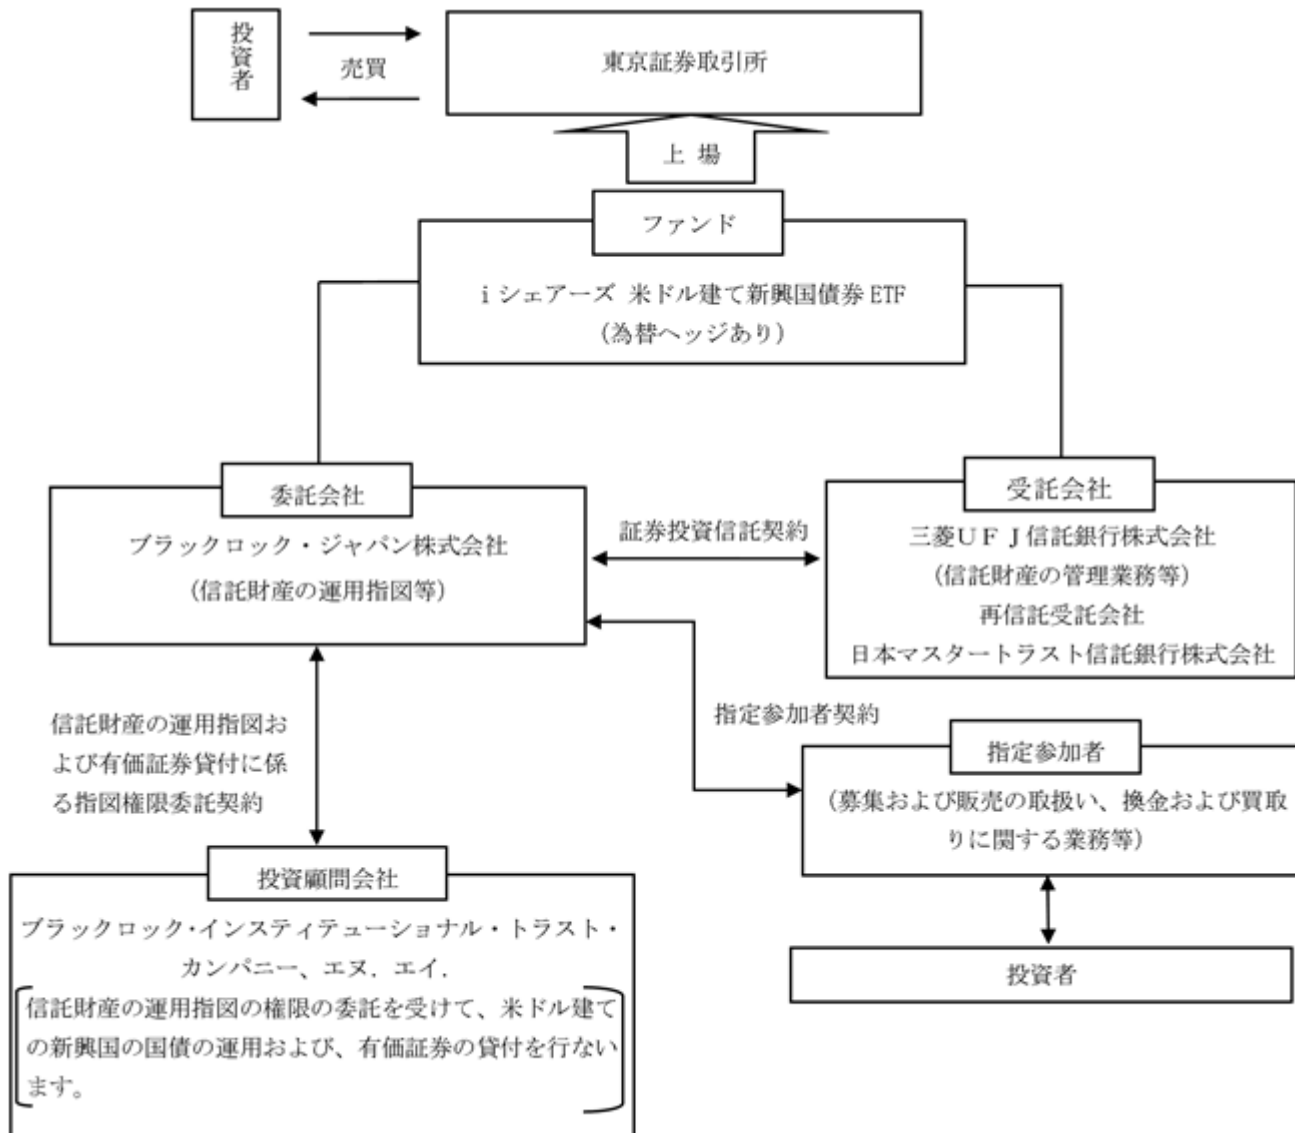 投資者
売買
東京証券取引所
上 場
ファンド
i シェアーズ 米ドル建て新興国債券 ETF
（為替ヘッジあり）
委託会社
ブラックロック・ジャパン株式会社
（信託財産の運用指図等）
証券投資信託契約
受託会社
三菱ＵＦＪ信託銀行株式会社
（信託財産の管理業務等）
再信託受託会社
日本マスタートラスト信託銀行株式会社
信託財産の運用指図お
よび有価証券貸付に係
る指図権限委託契約
指定参加者契約
指定参加者
（募集および販売の取扱い、換金および買取
りに関する業務等）
投資者
投資顧問会社
ブラックロック・インスティテューショナル・トラスト・
カンパニー、エヌ．エイ．
信託財産の運用指図の権限の委託を受けて、米ドル建て
の新興国の国債の運用および、有価証券の貸付を行ない
ます。